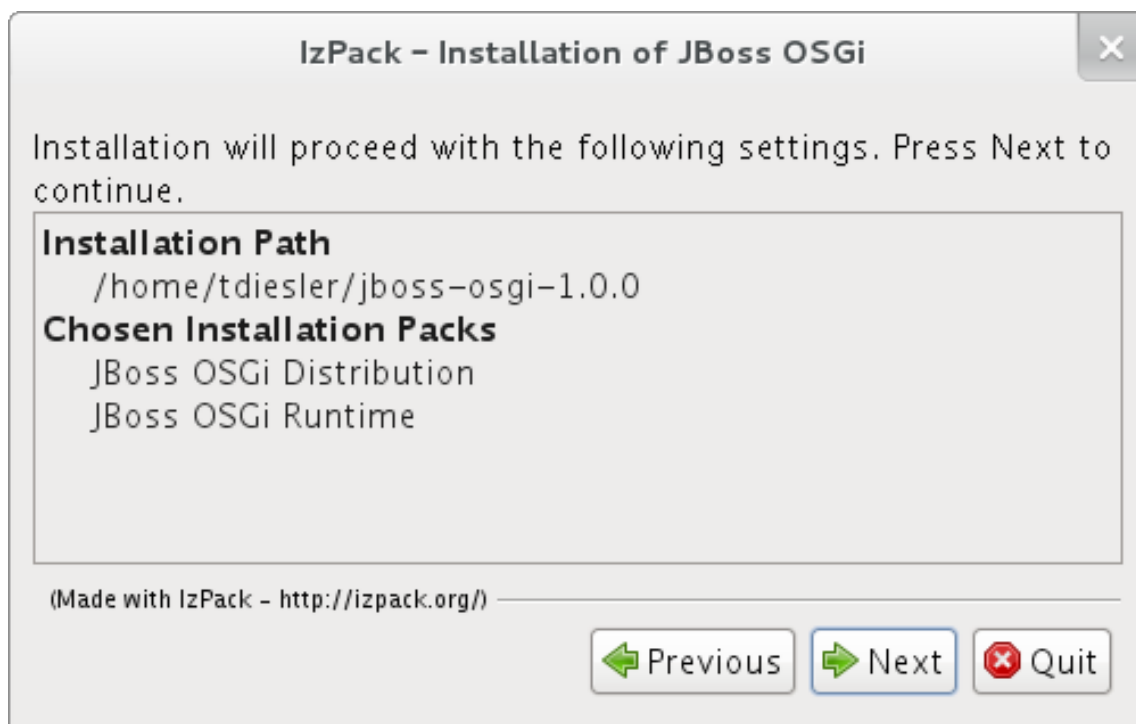 IzPack – Installation of JBoss OSGi
Installation will proceed with the following settings. Press Next to
continue.
Installation Path
/home/tdiesler/jboss-osgi-1.0.0
Chosen Installation Packs
JBoss OSGi Distribution
JBoss OSGi Runtime
(Made with IzPack - http://izpack.org/)
Previous
Next
Quit